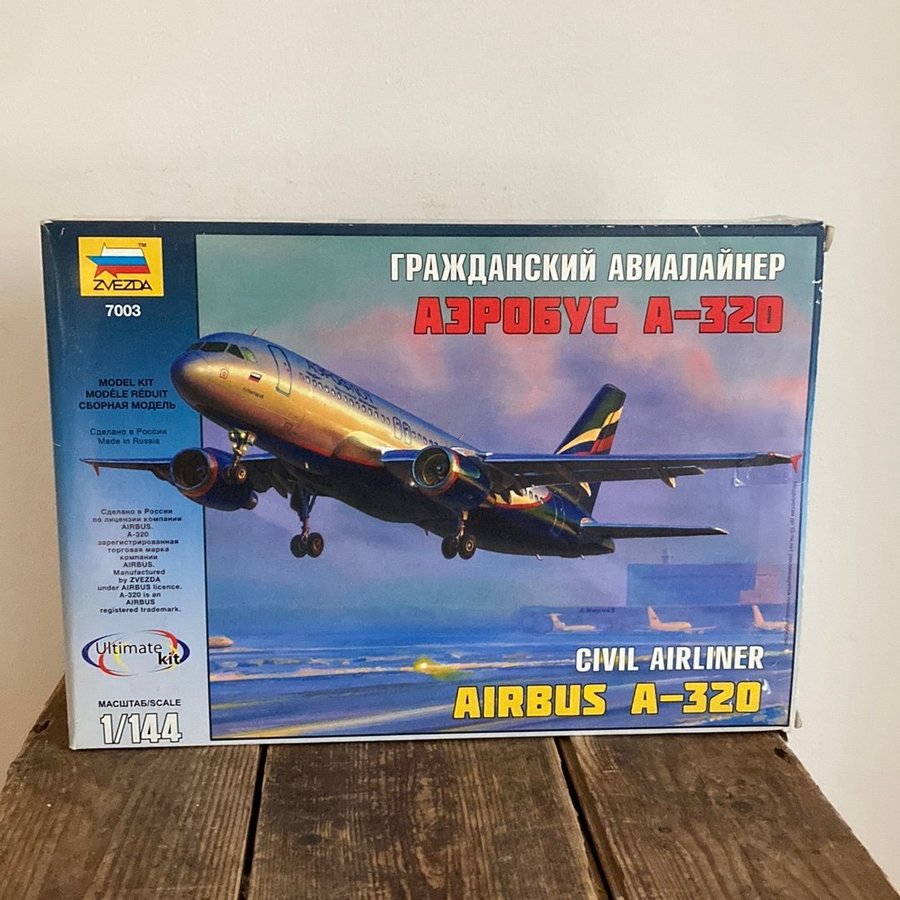 ZVEZDA
™
7003
MODEL KIT
MODÈLE RÉDUIT
СБОРНАЯ МОДЕЛЬ
Сделано в России
Made in Russia
Сделано в России
по лицензии компании
AIRBUS.
A-320
зарегистрированная
торговая марка
компании
AIRBUS.
Manufactured
by ZVEZDA
under AIRBUS licence.
A-320 is an
AIRBUS
registered trademark.
Ultimate
kit
МАСШТАБ/SCALE
1/144
ГРАЖДАНСКИЙ АВИАЛАЙНЕР
АЭРОБУС А-320
CIVIL AIRLINER
AIRBUS A-320